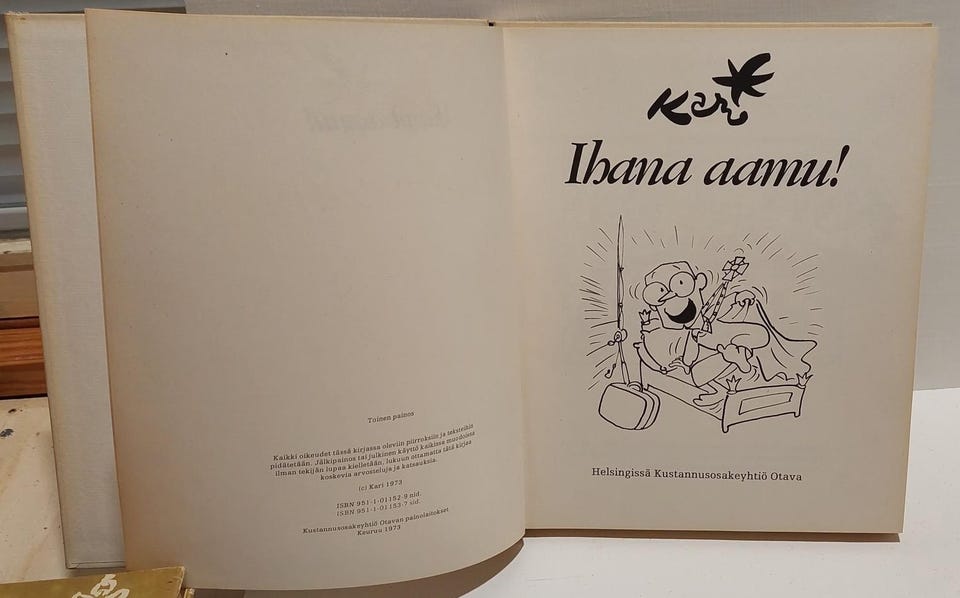 Toinen painos
Kaikki oikeudet tässä kirjassa oleviin piirroksiin ja teksteihin
pidätetään. Jälkipainos tai julkinen käyttö kaikissa muodoissa
ilman tekijän lupaa kielletään, lukuun ottamatta tätä kirjaa
koskevia arvosteluja ja katsauksia.
(c) Kari 1973
ISBN 951-1-01152-9 nid.
ISBN 951-1-01153-7 sid.
Kustannusosakeyhtiö Otavan painolaitokset
Keuruu 1973
Kari
Ihana aamu!
Helsingissä Kustannusosakeyhtiö Otava